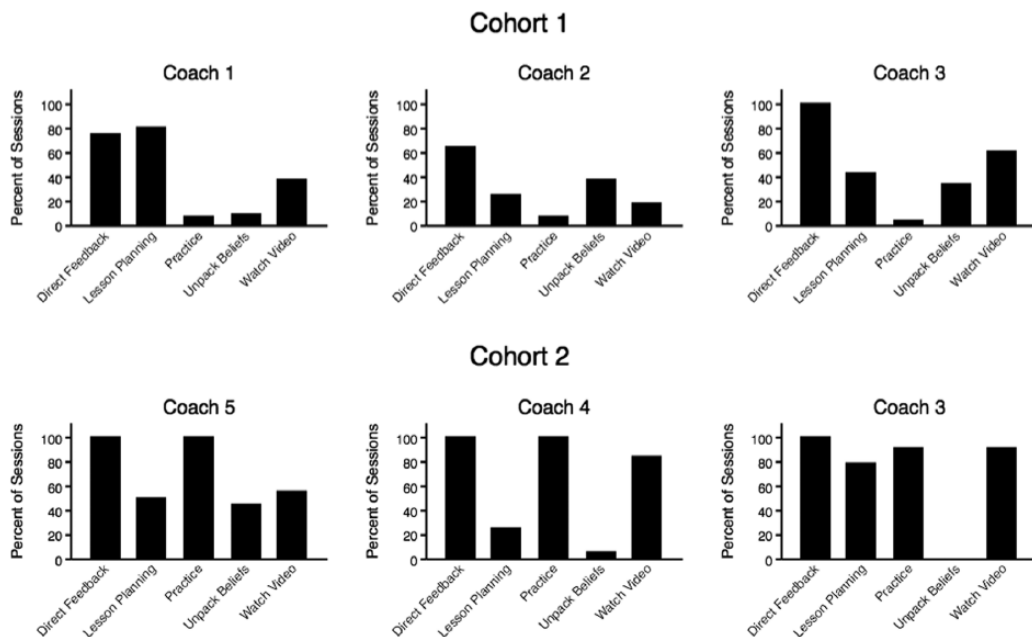 Cohort 1
Coach 1
Percent of Sessions
100
80
60
40
20
0
Direct Feedback
Lesson Planning
Practice
Unpack Beliefs
Watch Video
Coach 2
Percent of Sessions
100
80
60
40
20
0
Direct Feedback
Lesson Planning
Practice
Unpack Beliefs
Watch Video
Coach 3
Percent of Sessions
100
80
60
40
20
0
Direct Feedback
Lesson Planning
Practice
Unpack Beliefs
Watch Video
Cohort 2
Coach 5
Percent of Sessions
100
80
60
40
20
0
Direct Feedback
Lesson Planning
Practice
Unpack Beliefs
Watch Video
Coach 4
Percent of Sessions
100
80
60
40
20
0
Direct Feedback
Lesson Planning
Practice
Unpack Beliefs
Watch Video
Coach 3
Percent of Sessions
100
80
60
40
20
0
Direct Feedback
Lesson Planning
Practice
Unpack Beliefs
Watch Video